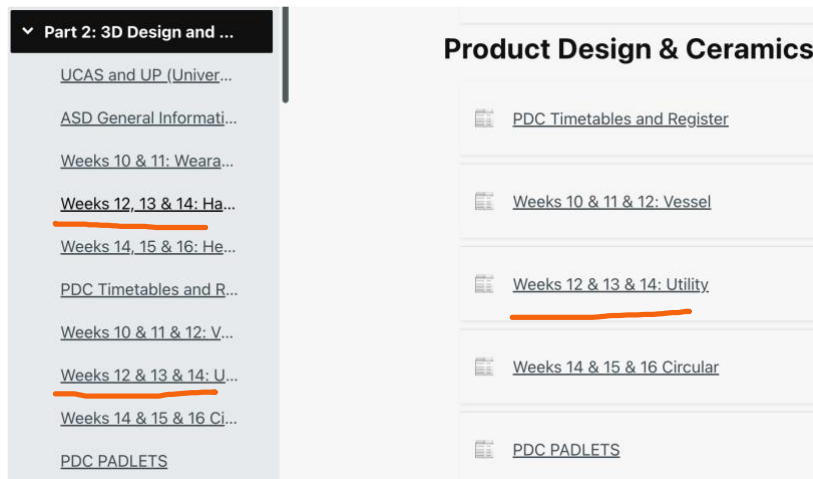 Part 2: 3D Design and ...
UCAS and UP (Univer...
ASD General Informati...
Weeks 10 & 11: Weara...
Weeks 12, 13 & 14: Ha...
Weeks 14, 15 & 16: He...
PDC Timetables and R...
Weeks 10 & 11 & 12: V...
Weeks 12 & 13 & 14: U...
Weeks 14 & 15 & 16 Ci...
PDC PADLETS
Product Design & Ceramics
PDC Timetables and Register
Weeks 10 & 11 & 12: Vessel
Weeks 12 & 13 & 14: Utility
Weeks 14 & 15 & 16 Circular
PDC PADLETS